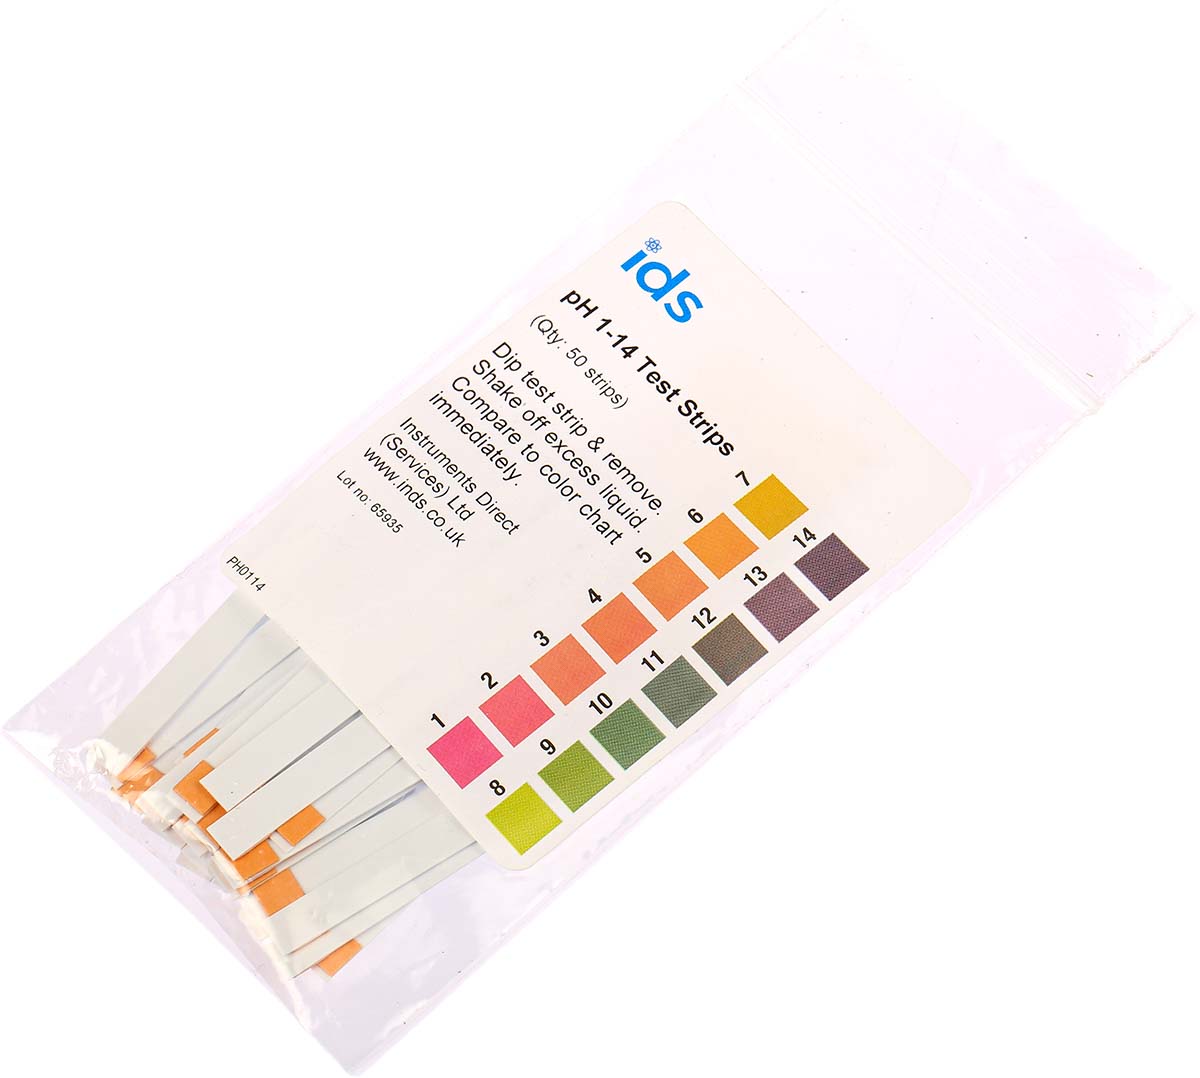 ids
pH 1-14 Test Strips
(Qty: 50 strips)
Dip test strip & remove.
Shake off excess liquid.
Compare to color chart
immediately.
Instruments Direct
(Services) Ltd
www.inds.co.uk
Lot no: 65935
PH0114
1 2 3 4 5 6 7
8 9 10 11 12 13 14